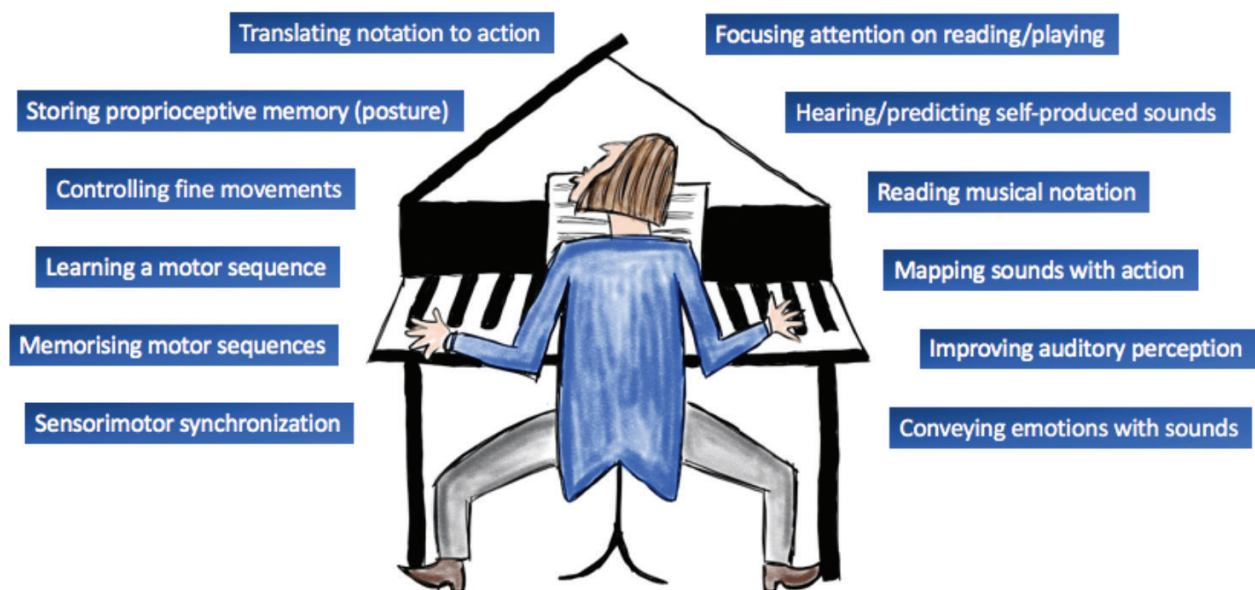 Translating notation to action
Focusing attention on reading/playing
Storing proprioceptive memory (posture)
Hearing/predicting self-produced sounds
Controlling fine movements
Reading musical notation
Learning a motor sequence
Mapping sounds with action
Memorising motor sequences
Improving auditory perception
Sensorimotor synchronization
Conveying emotions with sounds